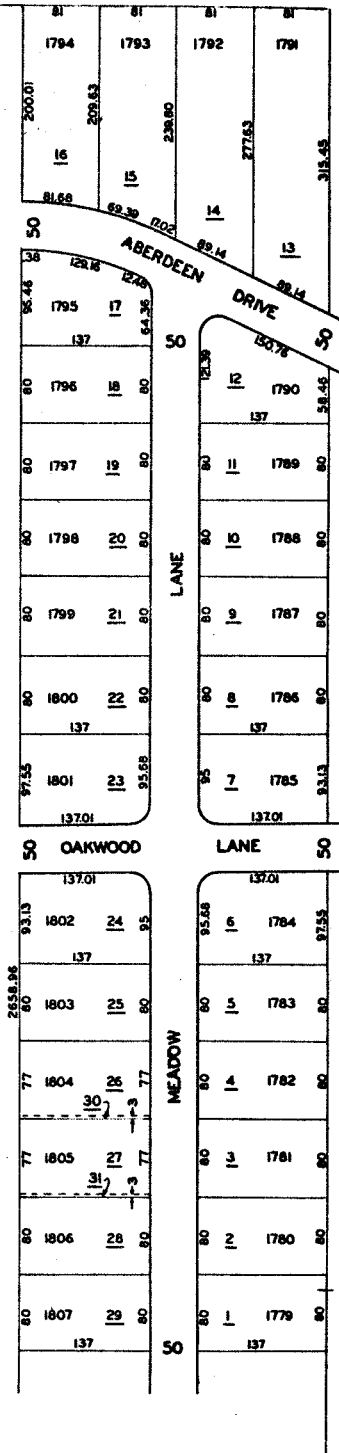 81 81 81 81
1794 1793 1792 1791
200.01 209.63 239.80 277.63 315.45
16 15 14 13
81.68 69.39 17.02 89.14 89.14
50 ABERDEEN DRIVE 50
.38 129.16 12.48
96.46 1795 17 64.36
137
50
150.76
121.39 12 1790 58.46
137
80 1796 18 80
80 11 1789 80
80 1797 19 80
80 10 1788 80
80 1798 20 80
LANE
80 9 1787 80
80 1799 21 80
80 8 1786 80
137
80 1800 22 80
137
95 7 1785 93.13
137.01
97.55 1801 23 95.68
137.01
50 OAKWOOD LANE 50
137.01 137.01
93.13 1802 24 95
137
95.68 6 1784 97.55
137
2658.96
80 1803 25 80
80 5 1783 80
77 1804 26 77
30 3
MEADOW
80 4 1782 80
77 1805 27 77
31 3
80 3 1781 80
80 1806 28 80
80 2 1780 80
80 1807 29 80
137
80 1 1779 80
137
50